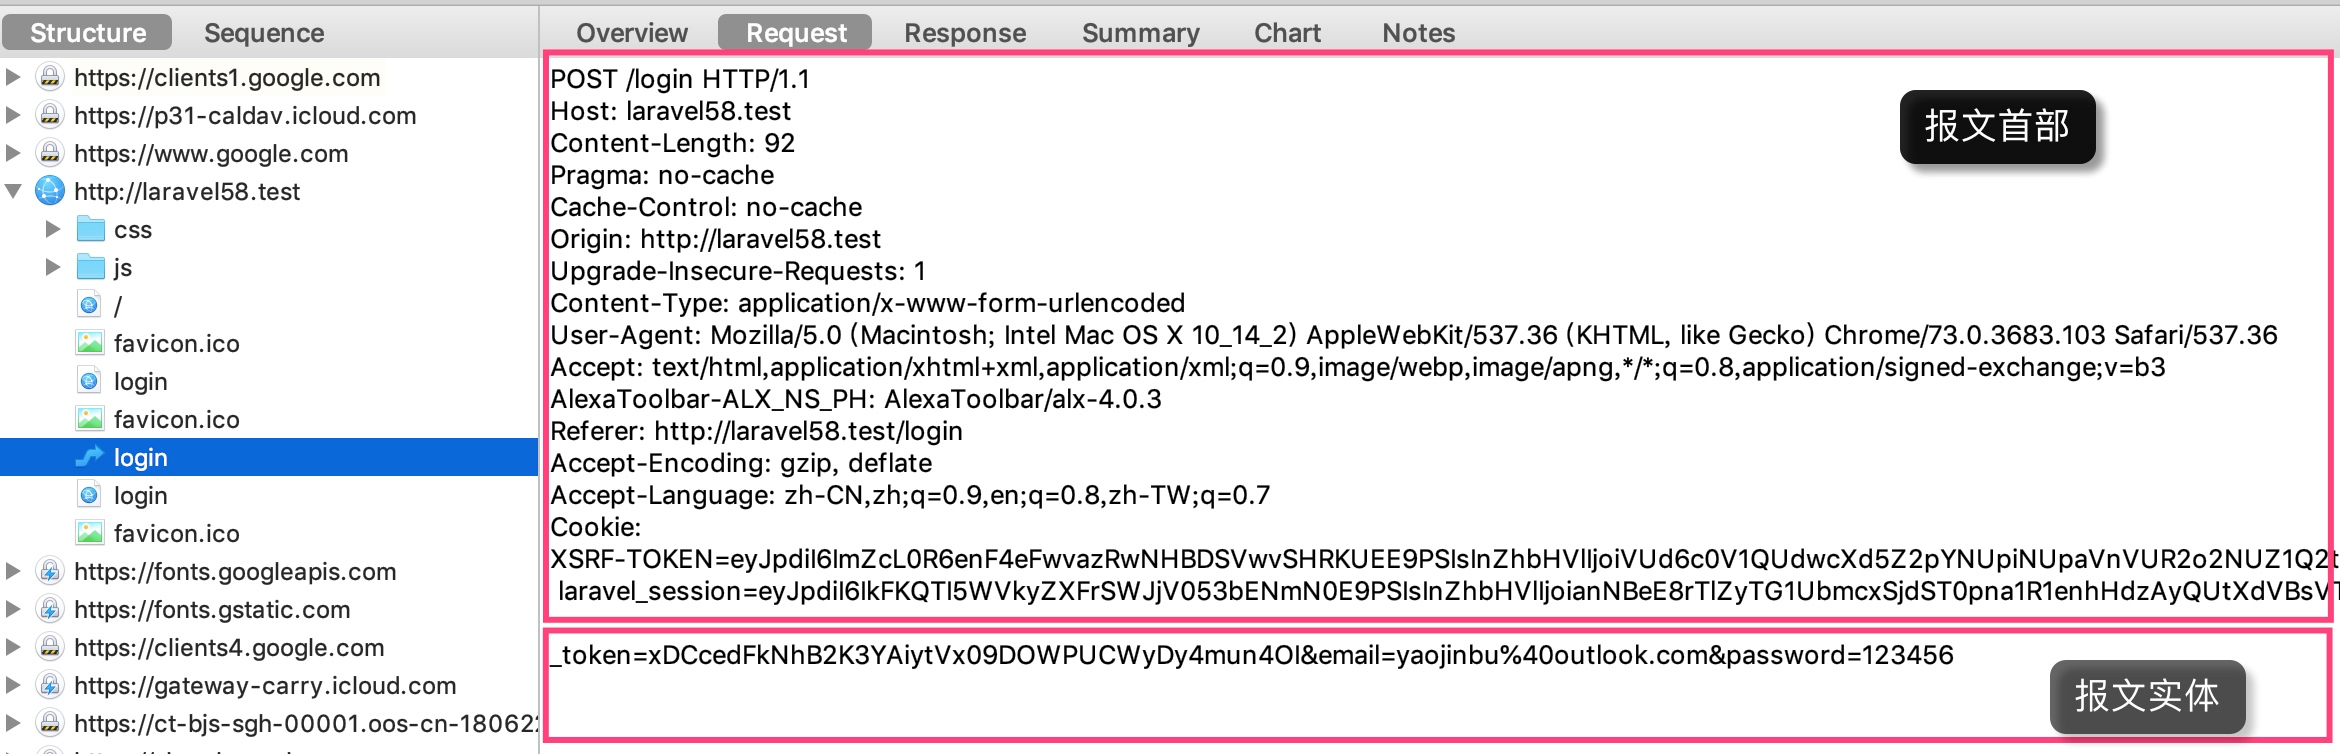 Structure
Sequence
https://clients1.google.com
https://p31-caldav.icloud.com
https://www.google.com
http://laravel58.test
css
js
/
favicon.ico
login
favicon.ico
login
login
favicon.ico
https://fonts.googleapis.com
https://fonts.gstatic.com
https://clients4.google.com
https://gateway-carry.icloud.com
https://ct-bjs-sgh-00001.oos-cn-18062
Overview
Request
Response
Summary
Chart
Notes
POST /login HTTP/1.1
Host: laravel58.test
Content-Length: 92
Pragma: no-cache
Cache-Control: no-cache
Origin: http://laravel58.test
Upgrade-Insecure-Requests: 1
Content-Type: application/x-www-form-urlencoded
User-Agent: Mozilla/5.0 (Macintosh; Intel Mac OS X 10_14_2) AppleWebKit/537.36 (KHTML, like Gecko) Chrome/73.0.3683.103 Safari/537.36
Accept: text/html,application/xhtml+xml,application/xml;q=0.9,image/webp,image/apng,*/*;q=0.8,application/signed-exchange;v=b3
AlexaToolbar-ALX_NS_PH: AlexaToolbar/alx-4.0.3
Referer: http://laravel58.test/login
Accept-Encoding: gzip, deflate
Accept-Language: zh-CN,zh;q=0.9,en;q=0.8,zh-TW;q=0.7
Cookie:
XSRF-TOKEN=eyJpdiI6ImZcL0R6enF4eFwvazRwNHBDSVwvSHRKUEE9PSIsInZhbHVlIjoiVUd6c0V1QUdwcXd5Z2pYNUpiNUpaVnVUR2o2NUZ1Q2t
laravel_session=eyJpdiI6IkFKQTl5WVkyZXFrSWJjV053bENmN0E9PSIsInZhbHVlIjoianNBeE8rTlZyTG1UbmcxSjdST0pna1R1enhHdzAyQUtXdVBsVT
报文首部
_token=xDCcedFkNhB2K3YAiytVx09DOWPUCWyDy4mun4OI&email=yaojinbu%40outlook.com&password=123456
报文实体